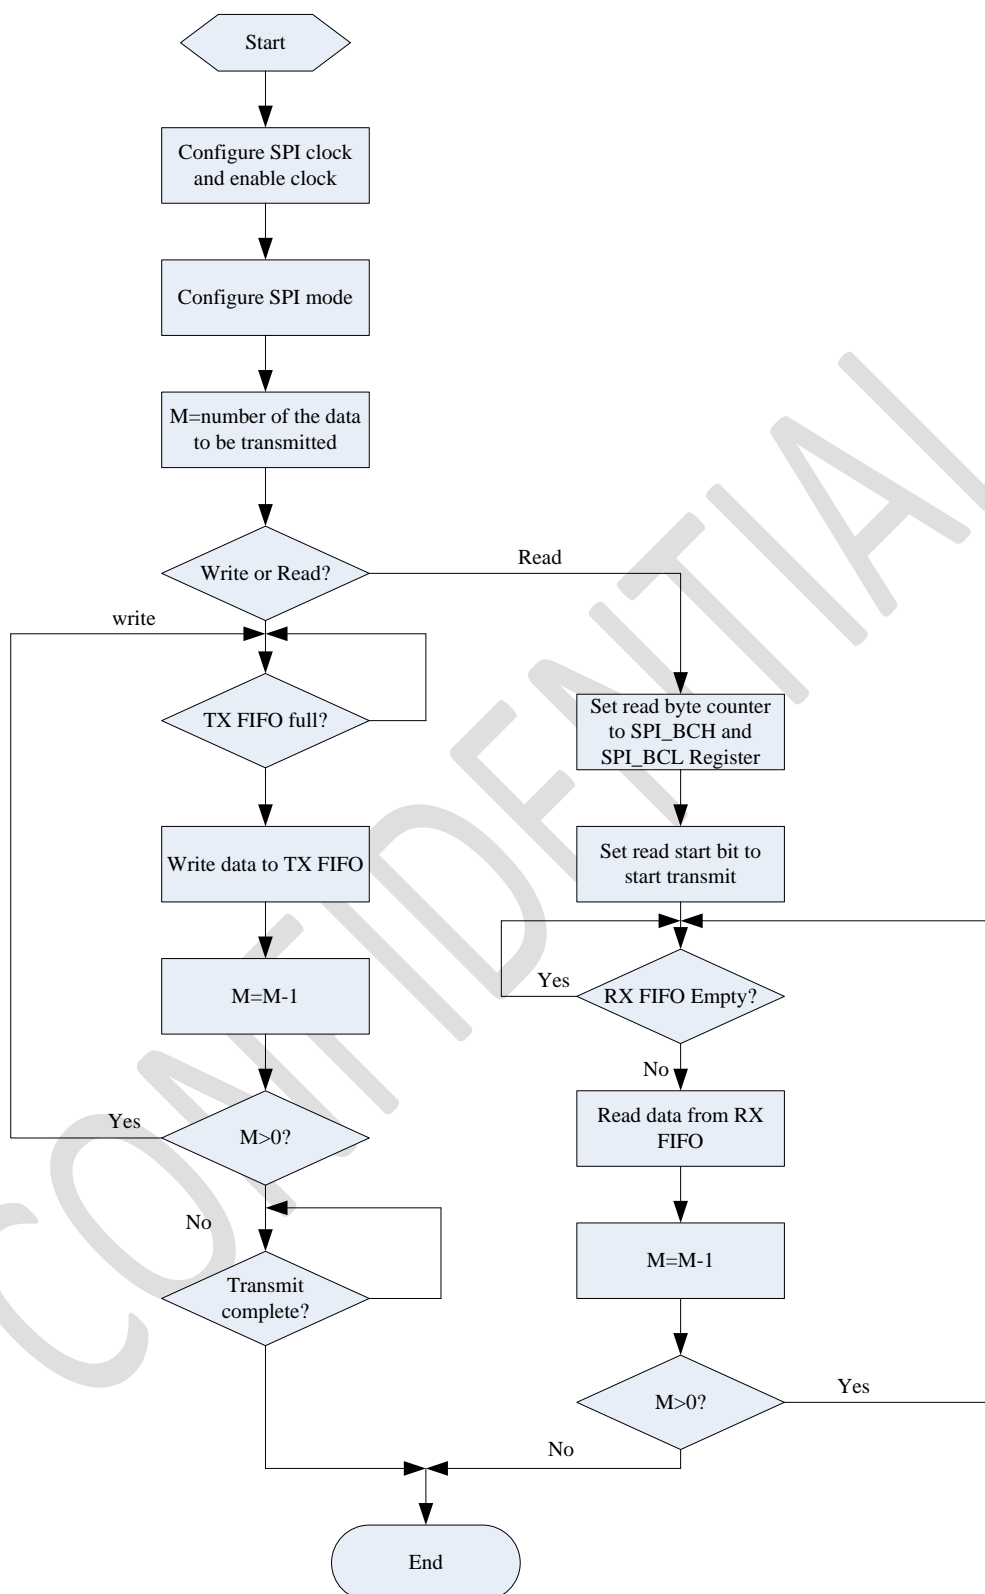 Start
Configure SPI clock
and enable clock
Configure SPI mode
M=number of the data
to be transmitted
Write or Read?
Read
write
TX FIFO full?
Set read byte counter
to SPI_BCH and
SPI_BCL Register
Write data to TX FIFO
Set read start bit to
start transmit
M=M-1
Yes
RX FIFO Empty?
No
Yes
M>0?
Read data from RX
FIFO
No
M=M-1
Transmit
complete?
M>0?
Yes
No
End
CONFIDENTIAL